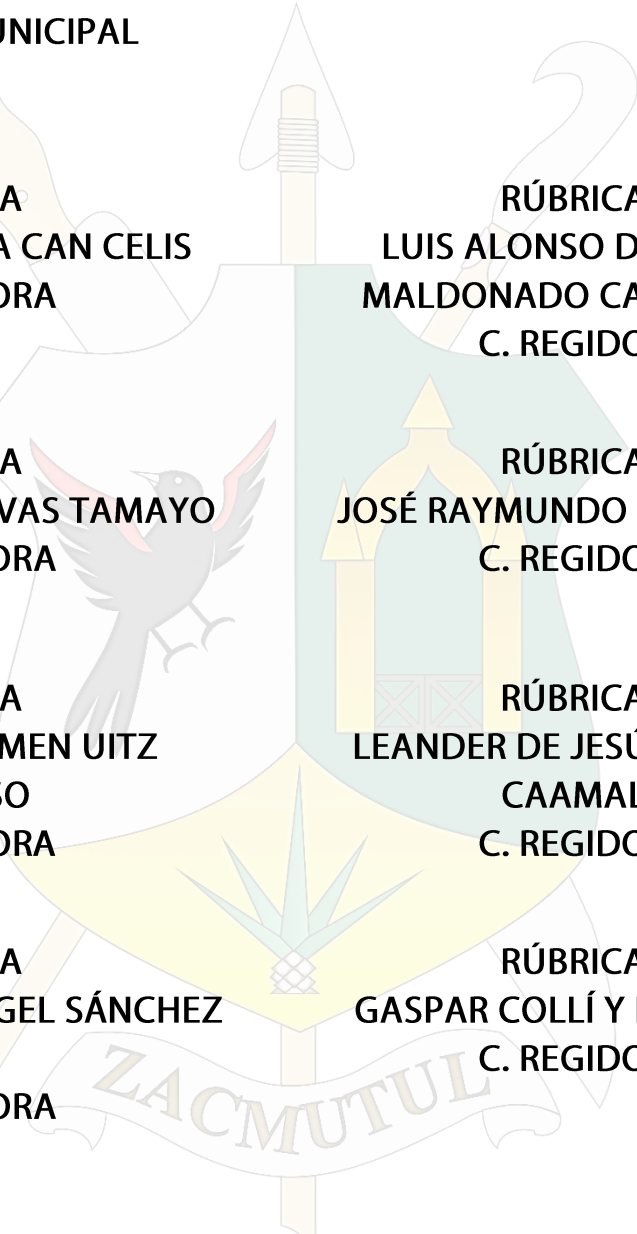 UNICIPAL
A
RÚBRICA
A CAN CELIS
LUIS ALONSO D
ORA
MALDONADO CA
C. REGIDO
A
RÚBRICA
VAS TAMAYO
JOSÉ RAYMUNDO
ORA
C. REGIDO
A
RÚBRICA
MEN UITZ
LEANDER DE JESÚ
SO
CAAMAL
ORA
C. REGIDO
A
RÚBRICA
GEL SÁNCHEZ
GASPAR COLLÍ Y
C. REGIDO
ORA
ZACMUTUL